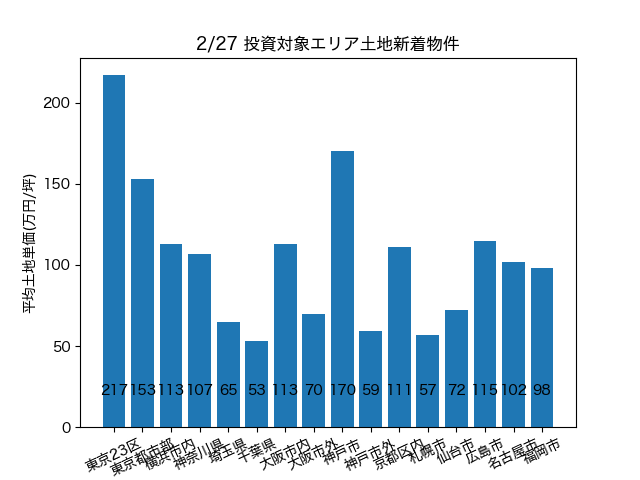 2/27 投資対象エリア土地新着物件
平均土地単価(万円/坪)
200
150
100
50
0
217 153 113 107 65 53 113 70 170 59 111 57 72 115 102 98
東京23区 東京都市部 横浜市内 神奈川県 埼玉県 千葉県 大阪市内 大阪市外 神戸市 神戸市外 京都区内 札幌市 仙台市 広島市 名古屋市 福岡市